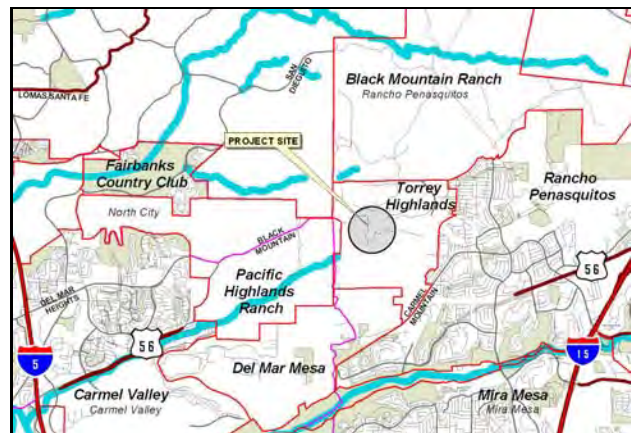 LOMAS SANTA FE
SAN
DIEGUITO
Black Mountain Ranch
Rancho Penasquitos
PROJECT SITE
Fairbanks
Country Club
Torrey
Highlands
Rancho
Penasquitos
North City
BLACK
MOUNTAIN
56
DEL MAR
HEIGHTS
Pacific
Highlands
Ranch
CARMEL
MOUNTAIN
56
5
15
Del Mar Mesa
Carmel Valley
Carmel Valley
Mira Mesa
Mira Mesa